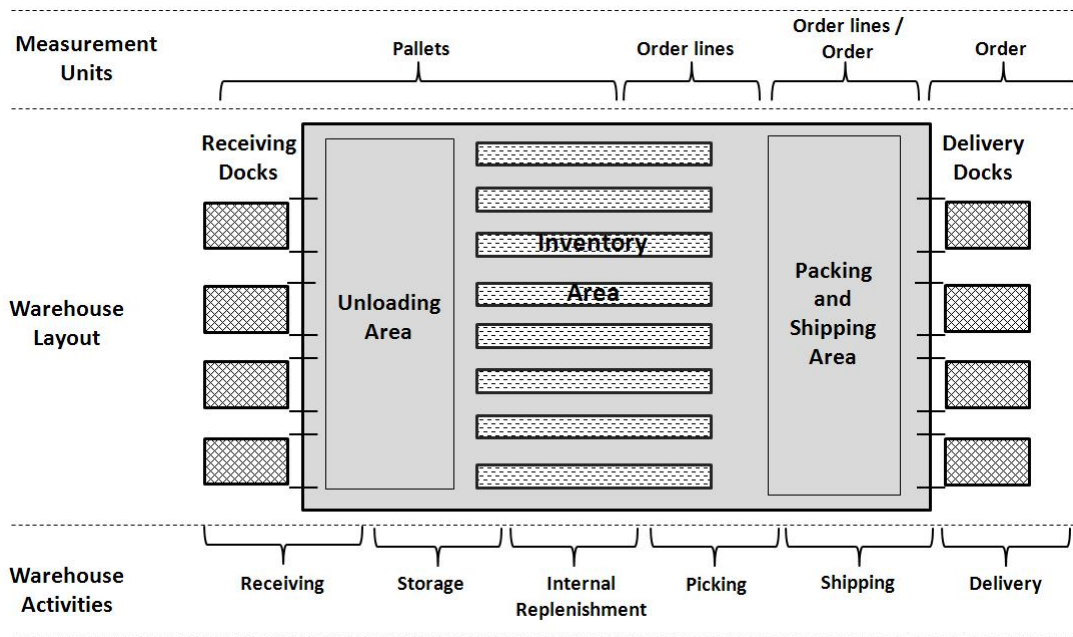 Measurement
Units
Pallets
Order lines
Order lines /
Order
Order
Receiving
Docks
Delivery
Docks
Warehouse
Layout
Unloading
Area
Inventory
Area
Packing
and
Shipping
Area
Warehouse
Activities
Receiving
Storage
Internal
Replenishment
Picking
Shipping
Delivery